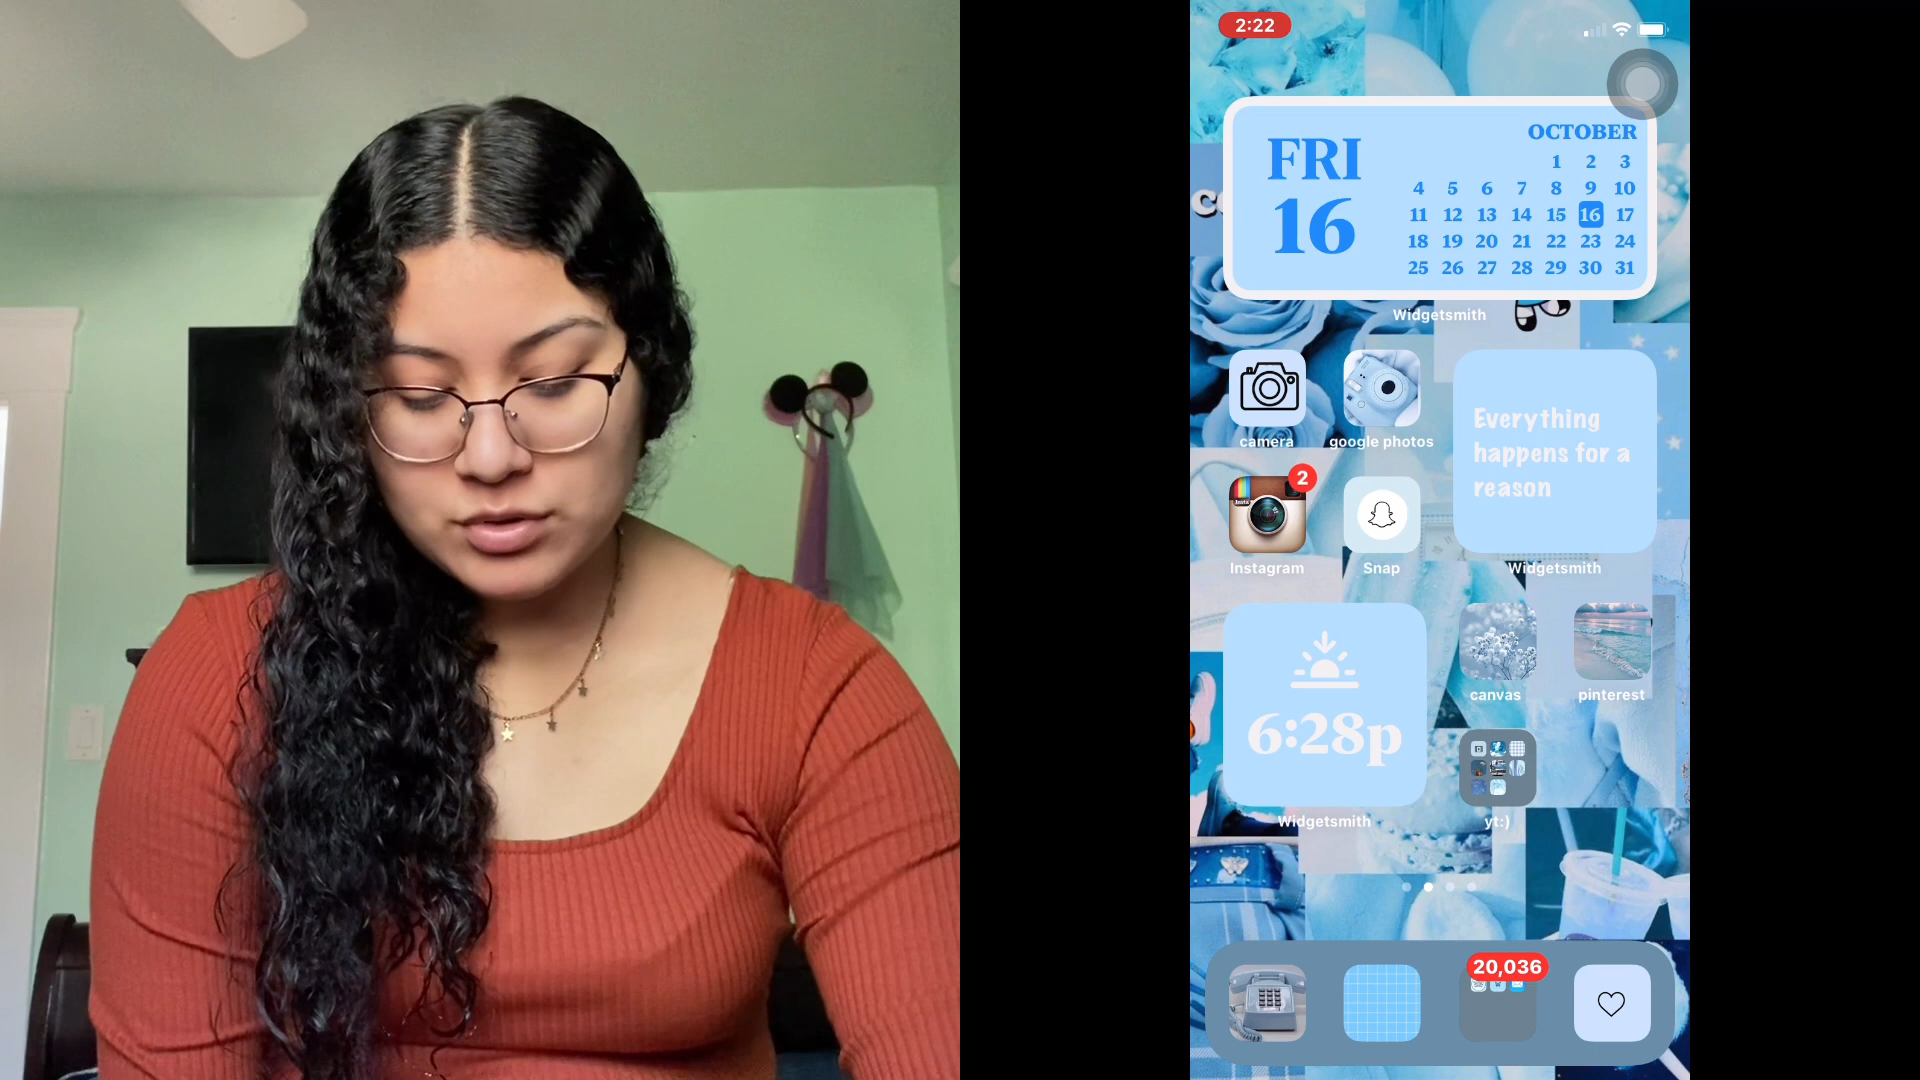 2:22
FRI
16
OCTOBER
1 2 3
4 5 6 7 8 9 10
11 12 13 14 15 16 17
18 19 20 21 22 23 24
25 26 27 28 29 30 31
Widgetsmith
camera
google photos
Everything
happens for a
reason
2
Instagram
Snap
Widgetsmith
6:28p
canvas
pinterest
Widgetsmith
yt:)
20,036